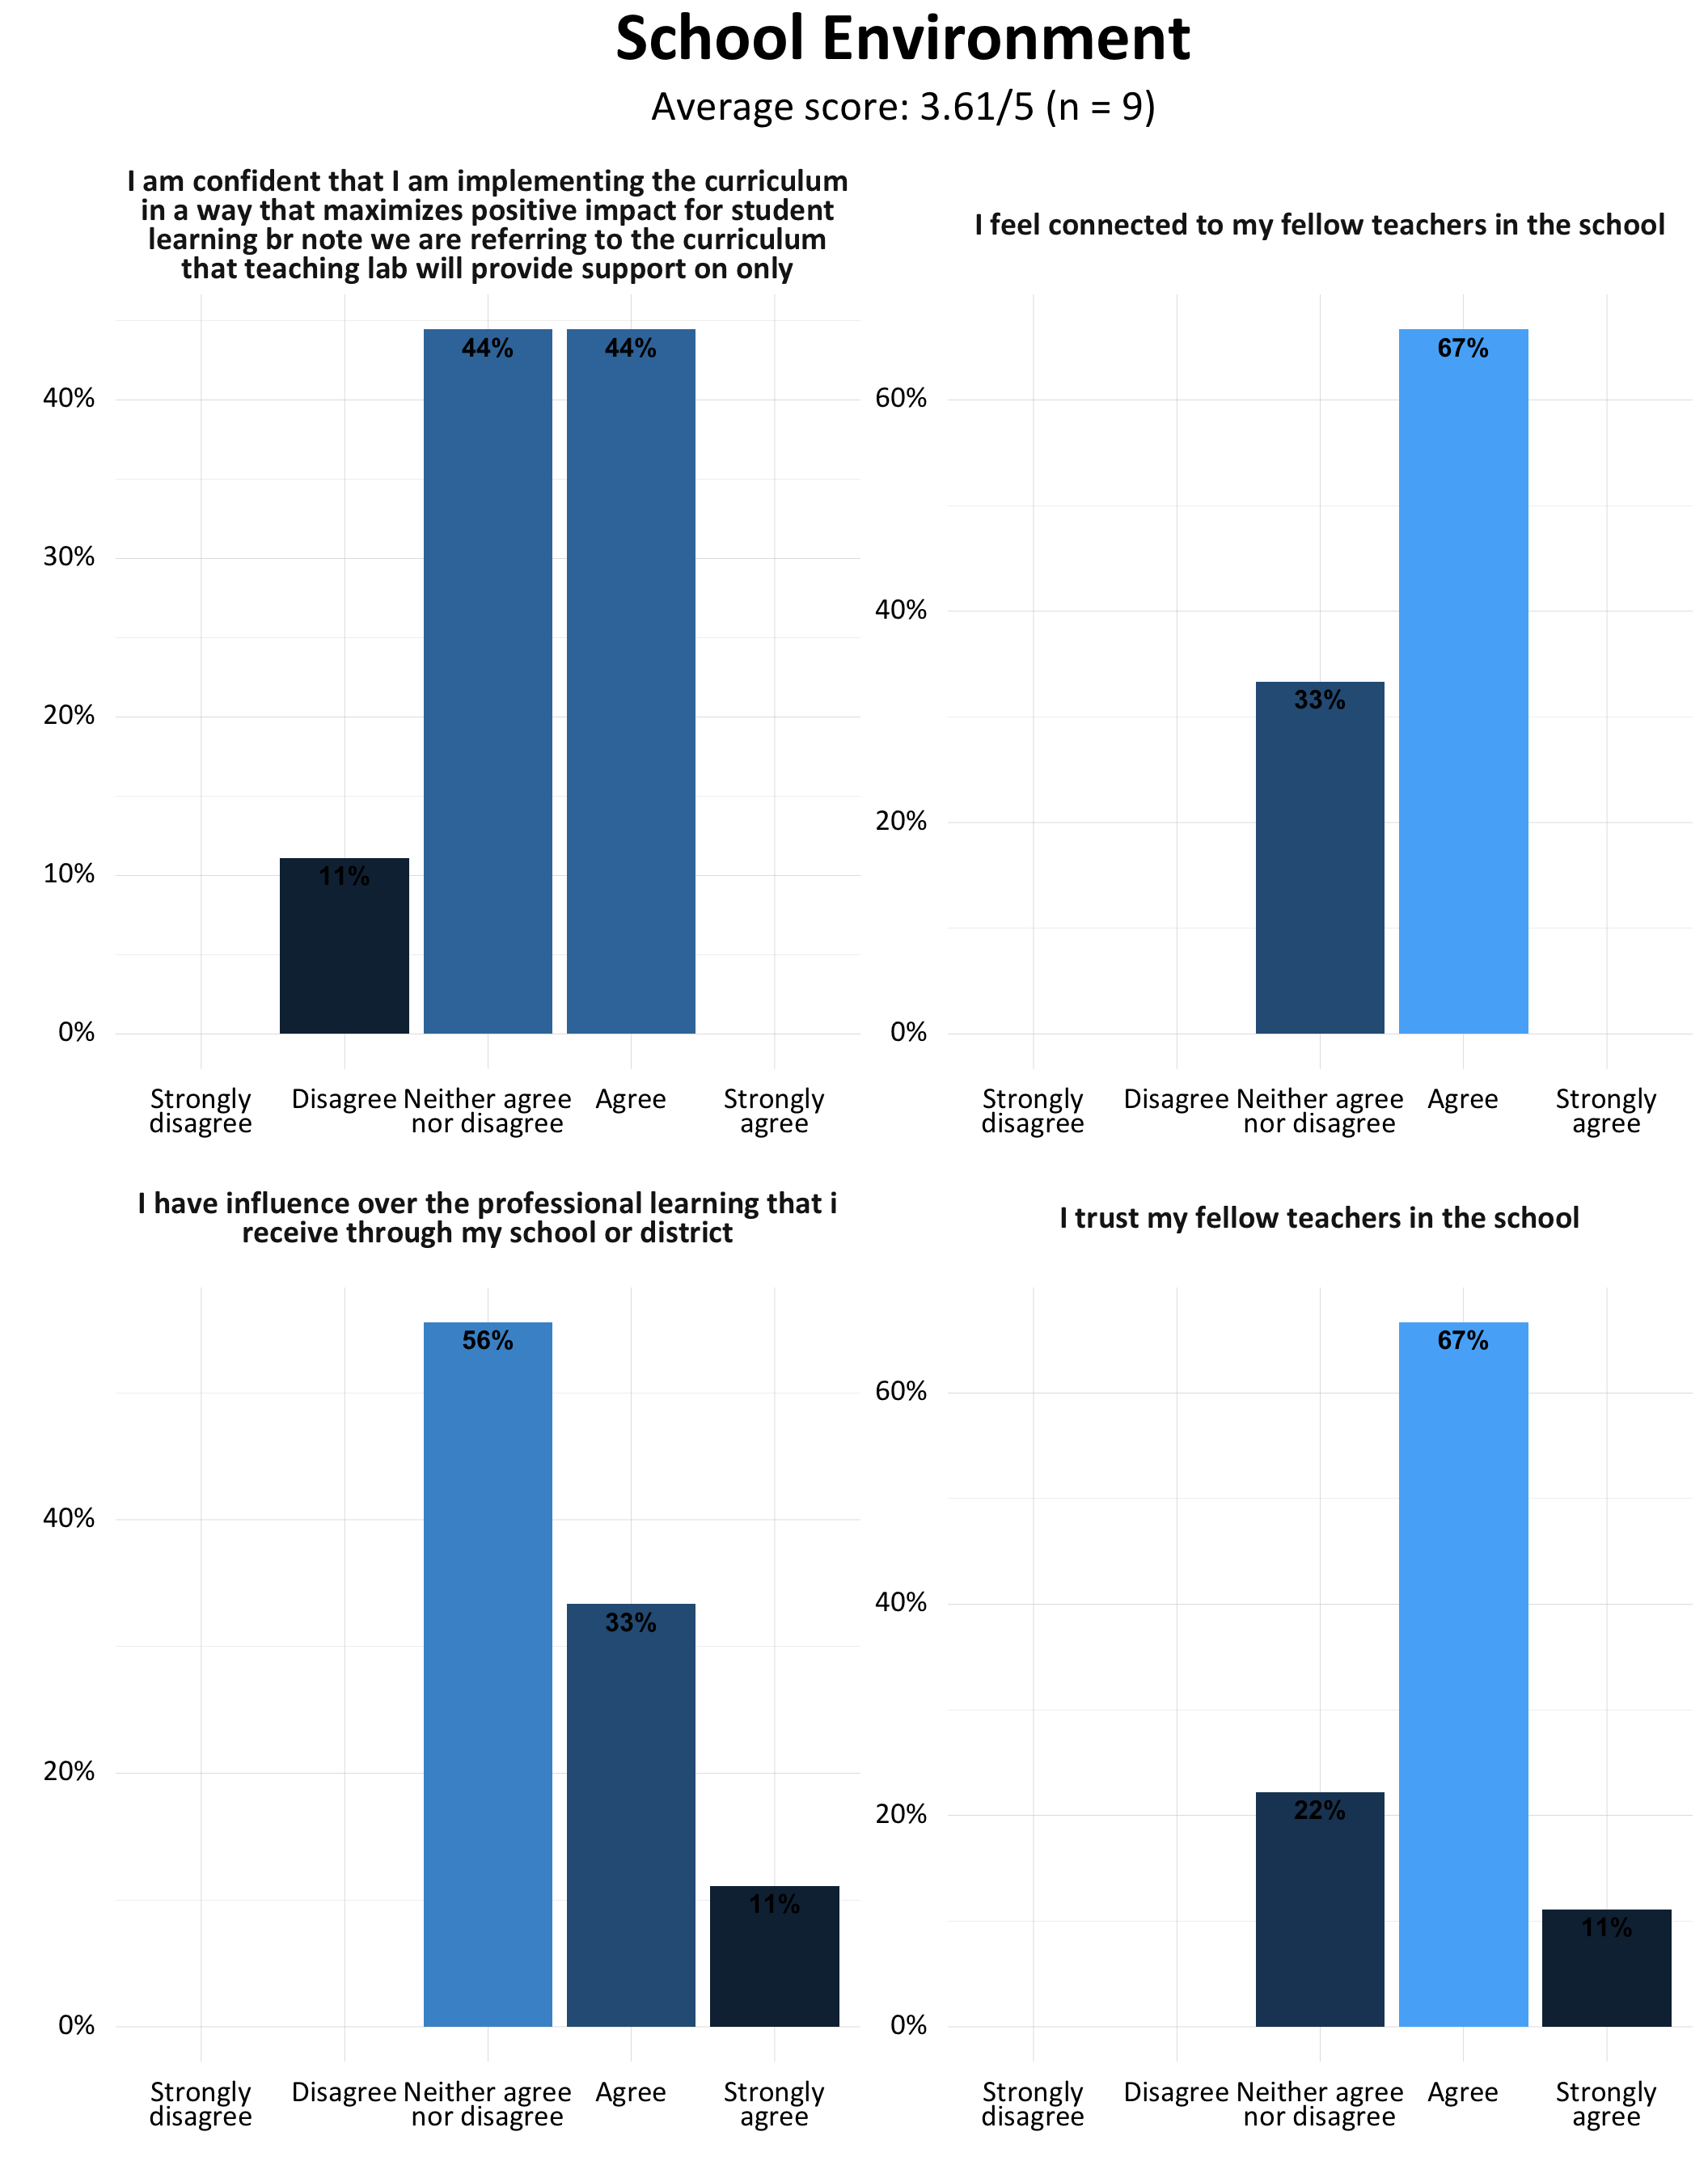 School Environment
Average score: 3.61/5 (n = 9)
I am confident that I am implementing the curriculum
in a way that maximizes positive impact for student
learning br note we are referring to the curriculum
that teaching lab will provide support on only
44%
44%
40%
30%
20%
11%
10%
0%
Strongly
disagree
Disagree
Neither agree
nor disagree
Agree
Strongly
agree
I feel connected to my fellow teachers in the school
67%
60%
40%
33%
20%
0%
Strongly
disagree
Disagree
Neither agree
nor disagree
Agree
Strongly
agree
I have influence over the professional learning that i
receive through my school or district
56%
40%
33%
20%
11%
0%
Strongly
disagree
Disagree
Neither agree
nor disagree
Agree
Strongly
agree
I trust my fellow teachers in the school
67%
60%
40%
22%
20%
11%
0%
Strongly
disagree
Disagree
Neither agree
nor disagree
Agree
Strongly
agree